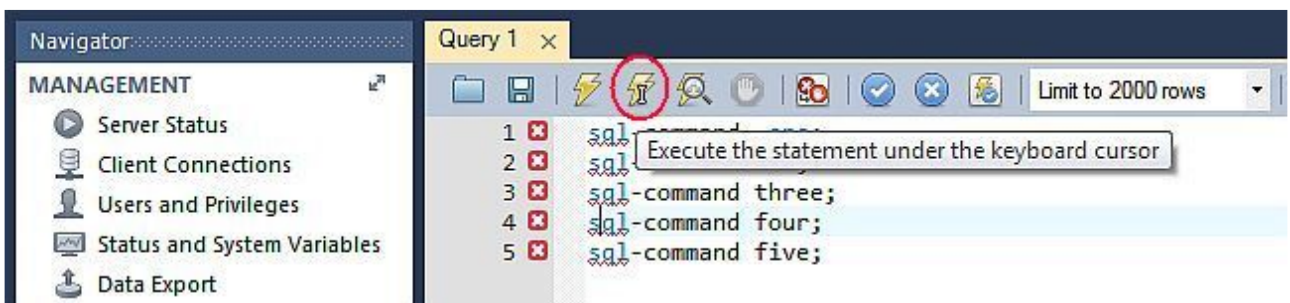 Navigator
MANAGEMENT
Server Status
Client Connections
Users and Privileges
Status and System Variables
Data Export
Query 1 ×
Limit to 2000 rows
Execute the statement under the keyboard cursor
1 sql-command one;
2 sql-
3 sql-command three;
4 sql-command four;
5 sql-command five;